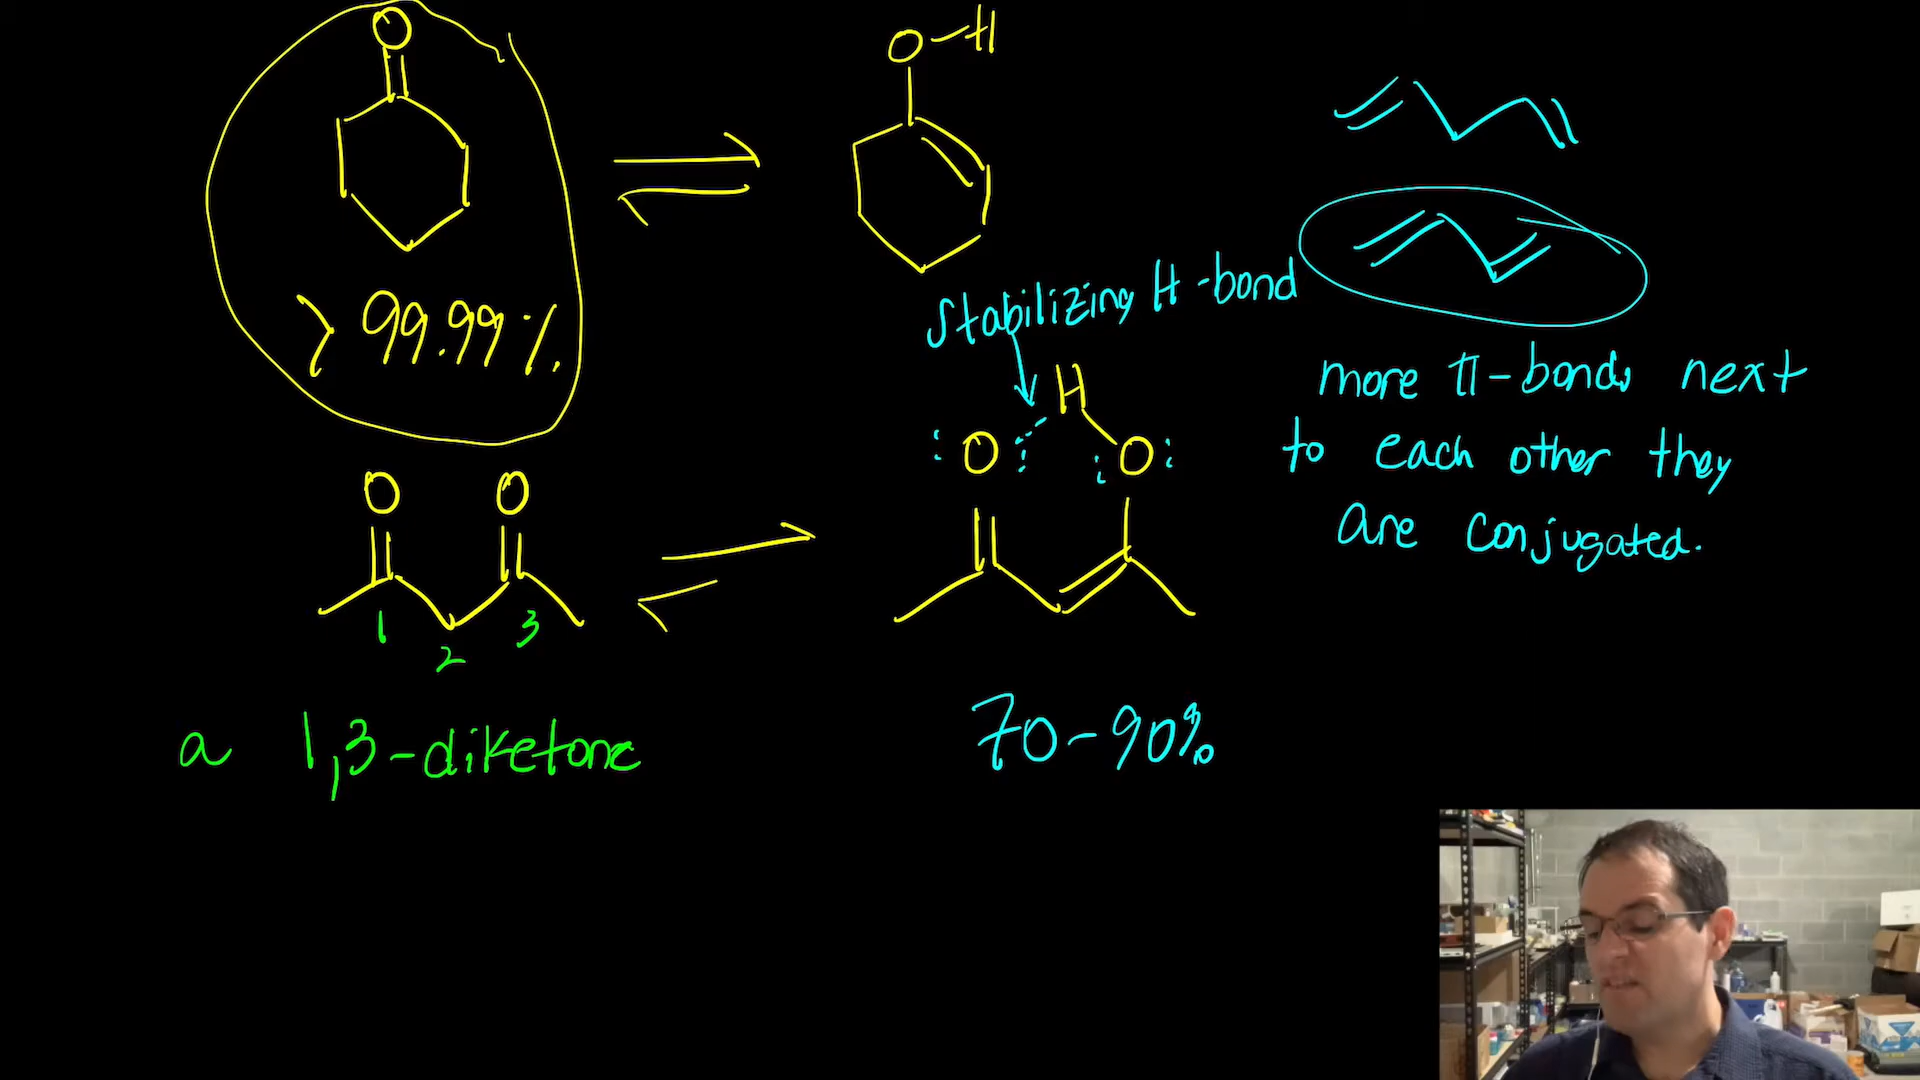 O
O-H
> 99.99%
Stabilizing H-bond
more π-bonds next
to each other they
are conjugated.
H
:O: :O:
O O
1 2 3
a 1,3-diketone
70-90%